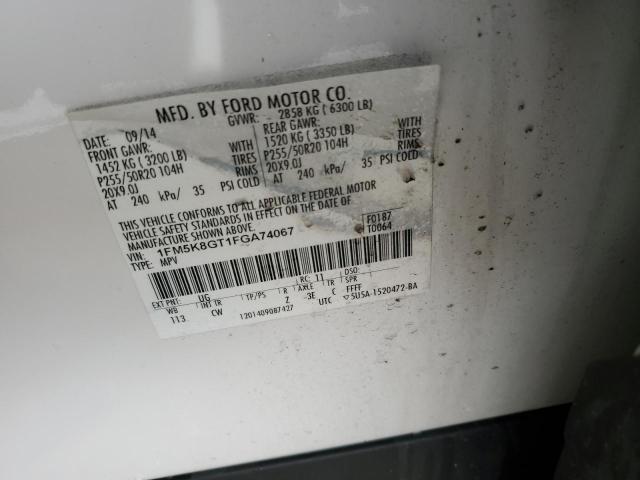 MFD. BY FORD MOTOR CO.
DATE: 09/14 GVWR: 2858 KG ( 6300 LB)
FRONT GAWR: REAR GAWR:
1452 KG ( 3200 LB) WITH 1520 KG ( 3350 LB) WITH
P255/50R20 104H TIRES P255/50R20 104H TIRES
20X9.0J RIMS 20X9.0J RIMS
AT 240 kPa/ 35 PSI COLD AT 240 kPa/ 35 PSI COLD
THIS VEHICLE CONFORMS TO ALL APPLICABLE FEDERAL MOTOR
VEHICLE SAFETY STANDARDS IN EFFECT ON THE DATE OF
MANUFACTURE SHOWN ABOVE.
VIN: 1FM5K8GT1FGA74067 F0187
TYPE: MPV T0064
EXT PNT: UG RC: 11 DSO:
WB INT TR TP/PS R AXLE TR SPR
113 CW Z -3E C FFFF
1201409087427 UTC ▽5U5A-1520472-BA